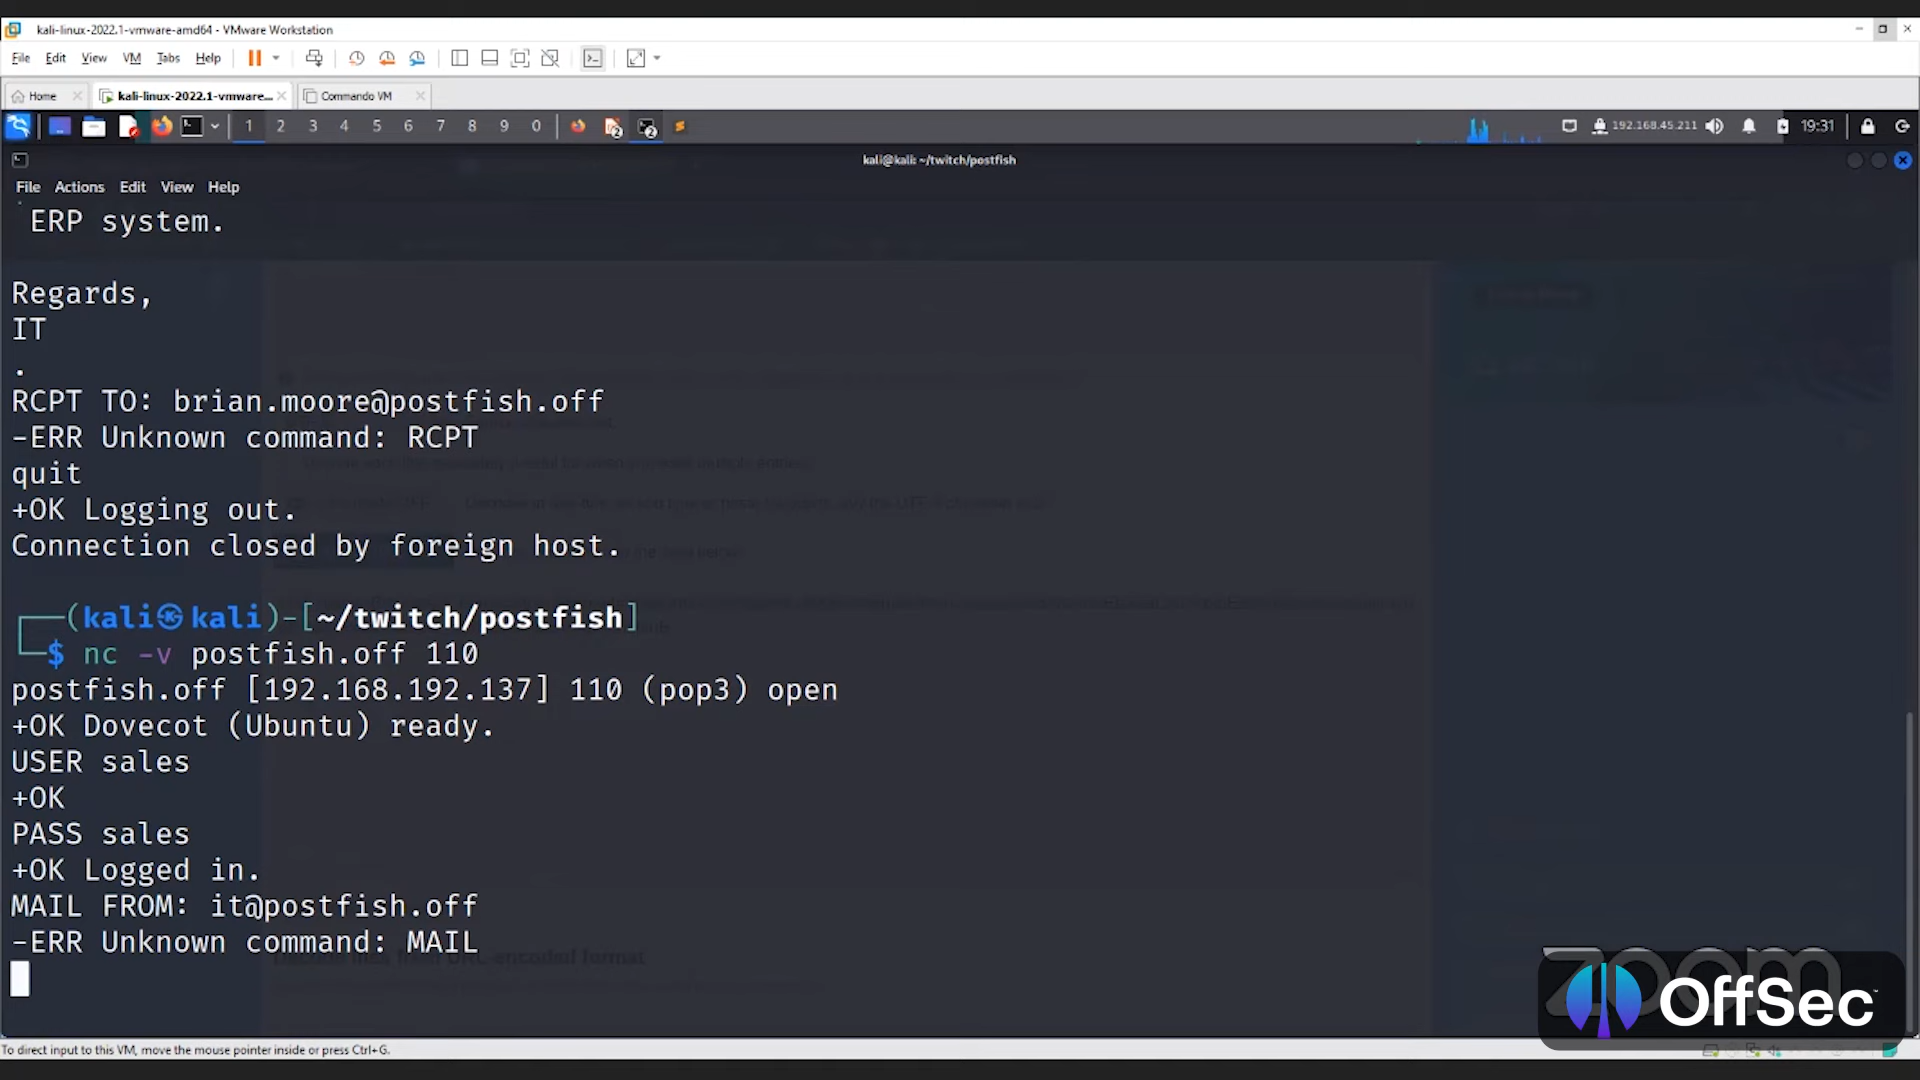 kali-linux-2022.1-vmware-amd64 - VMware Workstation
File Edit View VM Tabs Help
Home kali-linux-2022.1-vmware... Commando VM
1 2 3 4 5 6 7 8 9 0 192.168.45.211 19:31
kali@kali: ~/twitch/postfish
File Actions Edit View Help
ERP system.
Regards,
IT
.
RCPT TO: brian.moore@postfish.off
-ERR Unknown command: RCPT
quit
+OK Logging out.
Connection closed by foreign host.
┌──(kali㉿kali)-[~/twitch/postfish]
└─$ nc -v postfish.off 110
postfish.off [192.168.192.137] 110 (pop3) open
+OK Dovecot (Ubuntu) ready.
USER sales
+OK
PASS sales
+OK Logged in.
MAIL FROM: it@postfish.off
-ERR Unknown command: MAIL
zoom
OffSec
To direct input to this VM, move the mouse pointer inside or press Ctrl+G.